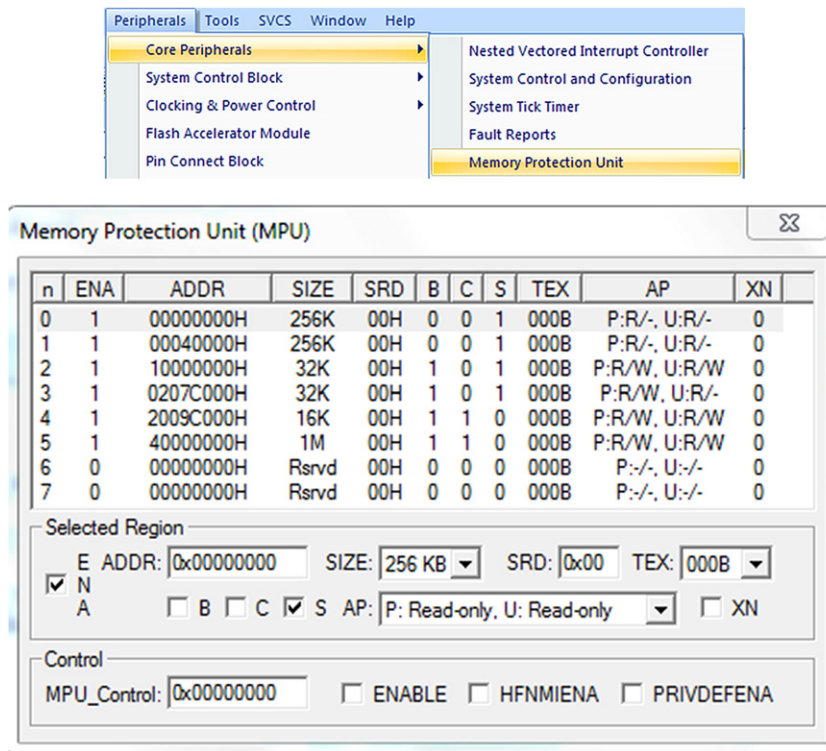 Peripherals Tools SVCS Window Help
Core Peripherals
System Control Block
Clocking & Power Control
Flash Accelerator Module
Pin Connect Block
Nested Vectored Interrupt Controller
System Control and Configuration
System Tick Timer
Fault Reports
Memory Protection Unit
Memory Protection Unit (MPU)
n ENA ADDR SIZE SRD B C S TEX AP XN
0 1 00000000H 256K 00H 0 0 1 000B P:R/-, U:R/- 0
1 1 00040000H 256K 00H 0 0 1 000B P:R/-, U:R/- 0
2 1 10000000H 32K 00H 1 0 1 000B P:R/W, U:R/W 0
3 1 0207C000H 32K 00H 1 0 1 000B P:R/W, U:R/- 0
4 1 2009C000H 16K 00H 1 1 0 000B P:R/W, U:R/W 0
5 1 40000000H 1M 00H 1 1 0 000B P:R/W, U:R/W 0
6 0 00000000H Rsrvd 00H 0 0 0 000B P:-/-, U:-/- 0
7 0 00000000H Rsrvd 00H 0 0 0 000B P:-/-, U:-/- 0
Selected Region
ENA ADDR: 0x00000000 SIZE: 256 KB SRD: 0x00 TEX: 000B
B C S AP: P: Read-only, U: Read-only XN
Control
MPU_Control: 0x00000000 ENABLE HFNMIENA PRIVDEFENA